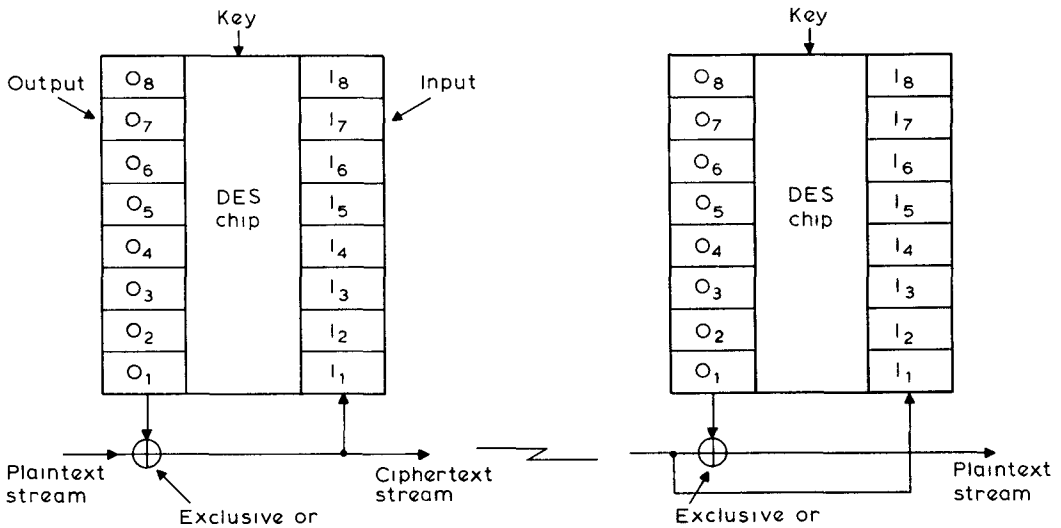 Key
Output
Input
O8
O7
O6
O5
O4
O3
O2
O1
DES
chip
I8
I7
I6
I5
I4
I3
I2
I1
Plaintext
stream
Exclusive or
Ciphertext
stream
Key
O8
O7
O6
O5
O4
O3
O2
O1
DES
chip
I8
I7
I6
I5
I4
I3
I2
I1
Exclusive or
Plaintext
stream